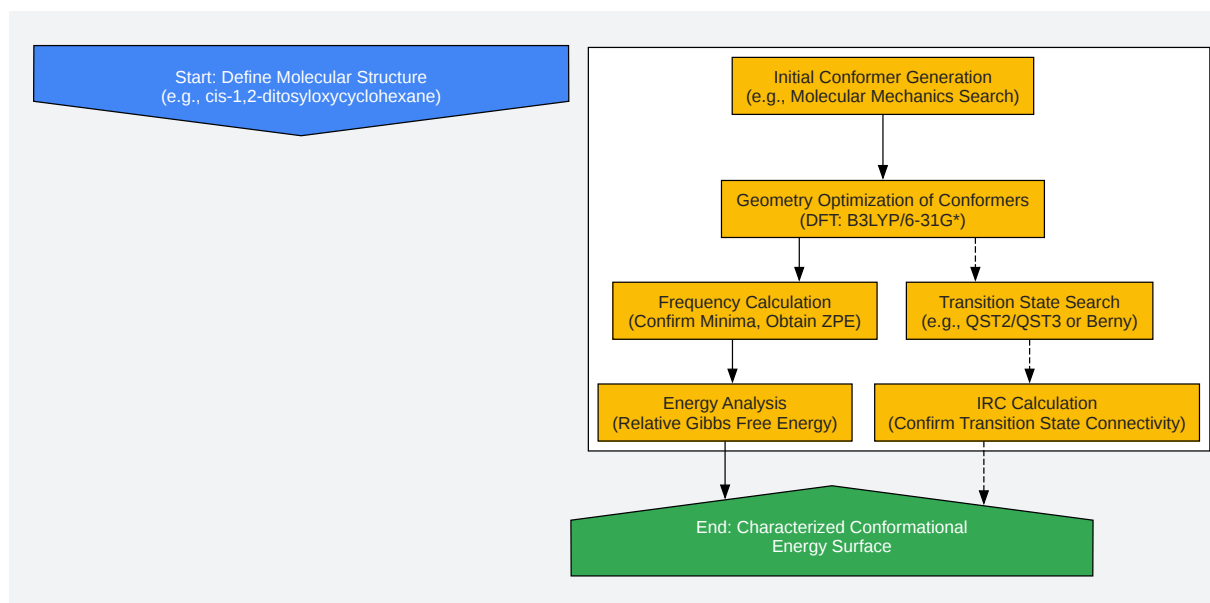 Start: Define Molecular Structure
(e.g., cis-1,2-ditosyloxycyclohexane)
Initial Conformer Generation
(e.g., Molecular Mechanics Search)
Geometry Optimization of Conformers
(DFT: B3LYP/6-31G*)
Frequency Calculation
(Confirm Minima, Obtain ZPE)
Transition State Search
(e.g., QST2/QST3 or Berny)
Energy Analysis
(Relative Gibbs Free Energy)
IRC Calculation
(Confirm Transition State Connectivity)
End: Characterized Conformational
Energy Surface